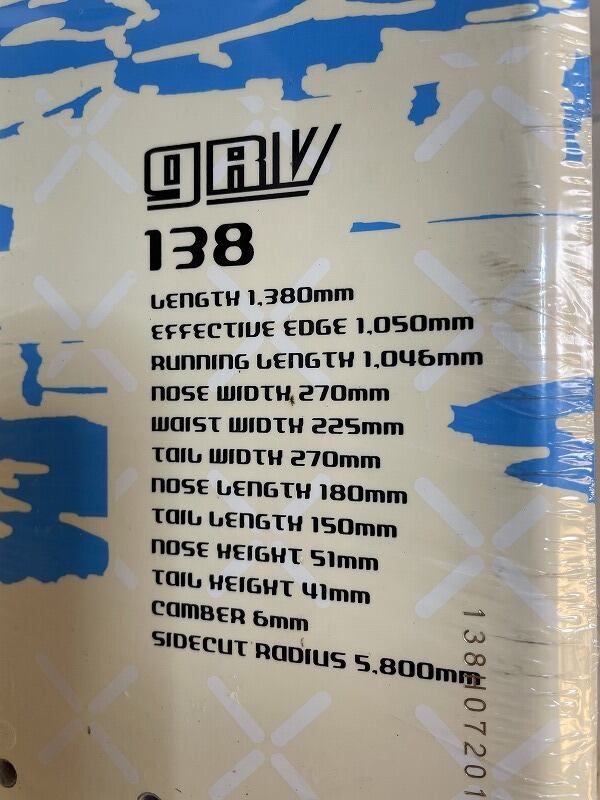 GRIV
138
LENGTH 1,380mm
EFFECTIVE EDGE 1,050mm
RUNNING LENGTH 1,046mm
NOSE WIDTH 270mm
WAIST WIDTH 225mm
TAIL WIDTH 270mm
NOSE LENGTH 180mm
TAIL LENGTH 150mm
NOSE HEIGHT 51mm
TAIL HEIGHT 41mm
CAMBER 6mm
SIDECUT RADIUS 5,800mm
138H07201